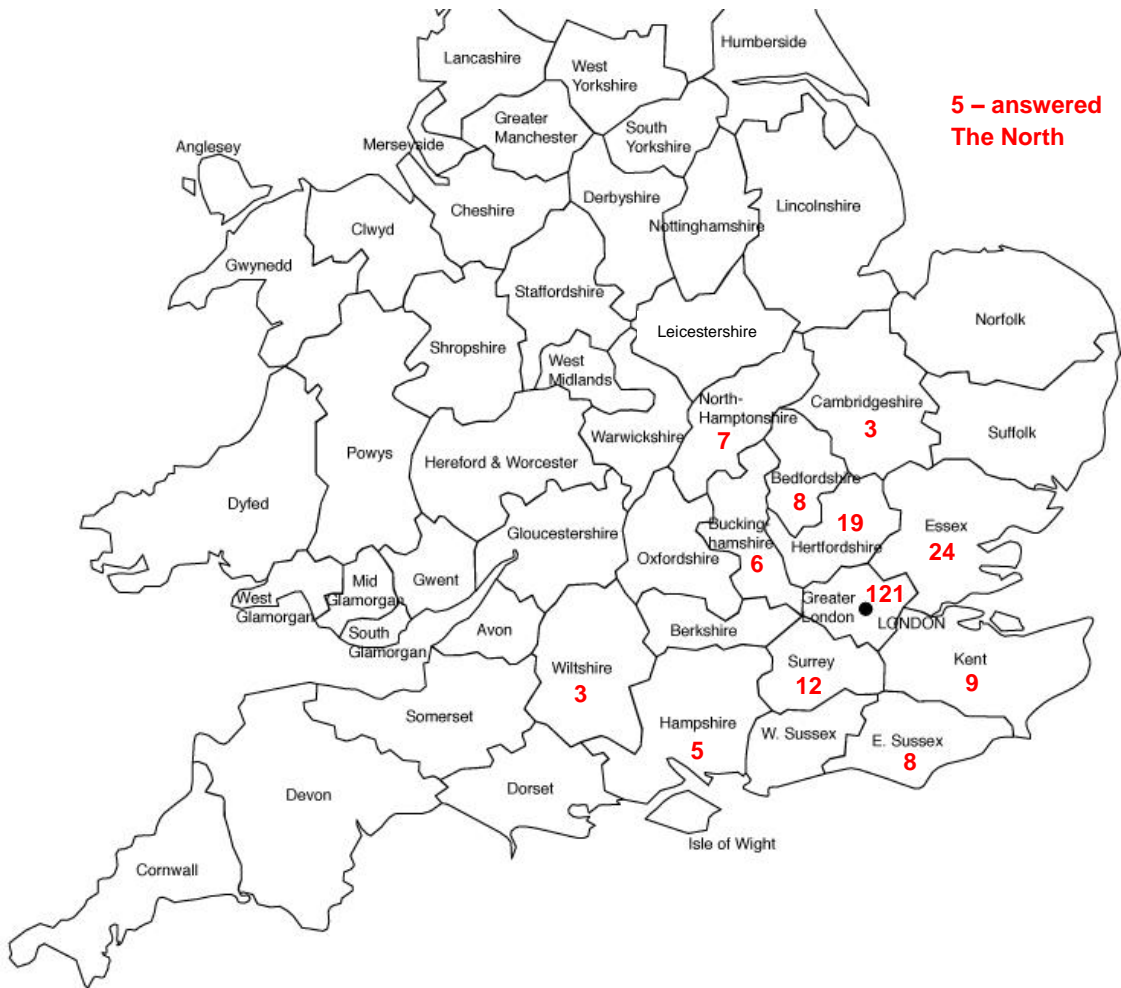 Humberside
Lancashire
West
Yorkshire
5 – answered
The North
Greater
Manchester
South
Yorkshire
Anglesey
Merseyside
Derbyshire
Cheshire
Lincolnshire
Nottinghamshire
Clwyd
Gwynedd
Staffordshire
Norfolk
Leicestershire
Shropshire
West
Midlands
North-
Hamptonshire
7
Cambridgeshire
3
Suffolk
Warwickshire
Powys
Hereford & Worcester
Bedfordshire
8
Dyfed
19
Hertfordshire
Essex
24
Gloucestershire
Bucking-
hamshire
6
Oxfordshire
Gwent
Mid
Glamorgan
West
Glamorgan
Greater
London
121
LONDON
South
Glamorgan
Avon
Berkshire
Wiltshire
3
Surrey
12
Kent
9
Somerset
Hampshire
5
W. Sussex
E. Sussex
8
Devon
Dorset
Isle of Wight
Cornwall